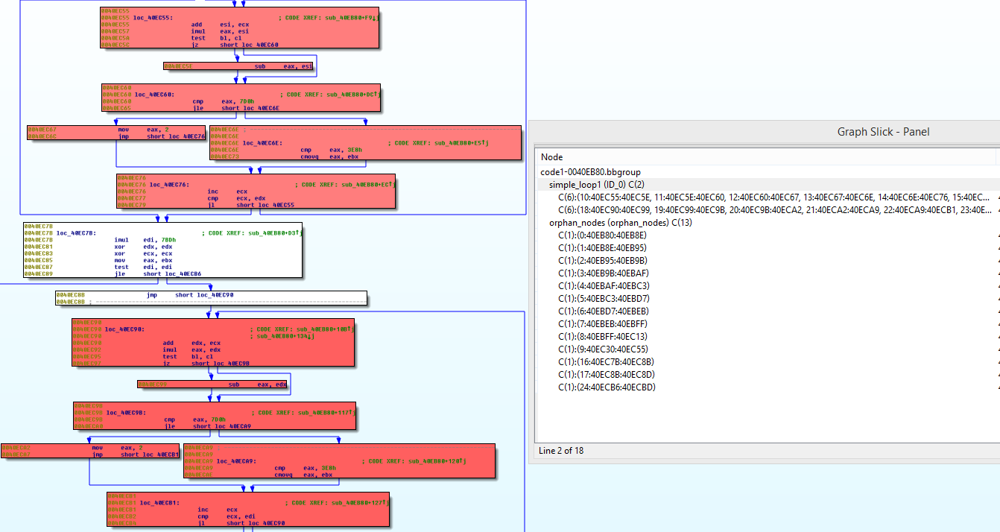 0040EC55
0040EC55 loc_40EC55: ; CODE XREF: sub_40EB80+F9↓j
0040EC55 add esi, ecx
0040EC57 imul eax, esi
0040EC5A test bl, cl
0040EC5C jz short loc_40EC60
0040EC5E sub eax, esi
0040EC60
0040EC60 loc_40EC60: ; CODE XREF: sub_40EB80+DC↑j
0040EC60 cmp eax, 7D0h
0040EC65 jle short loc_40EC6E
0040EC67 mov eax, 2
0040EC6C jmp short loc_40EC76
0040EC6E ; ---------------------------------------------------------------------------
0040EC6E
0040EC6E loc_40EC6E: ; CODE XREF: sub_40EB80+E5↑j
0040EC6E cmp eax, 3E8h
0040EC73 cmovg eax, ebx
0040EC76
0040EC76 loc_40EC76: ; CODE XREF: sub_40EB80+EC↑j
0040EC76 inc ecx
0040EC77 cmp ecx, edx
0040EC79 jl short loc_40EC55
0040EC7B
0040EC7B loc_40EC7B: ; CODE XREF: sub_40EB80+D3↑j
0040EC7B imul edi, 7BDh
0040EC81 xor edx, edx
0040EC83 xor ecx, ecx
0040EC85 mov eax, ebx
0040EC87 test edi, edi
0040EC89 jle short loc_40ECB6
0040EC8B jmp short loc_40EC90
0040EC8D ; ---------------------------------------------------------------------------
0040EC90
0040EC90 loc_40EC90: ; CODE XREF: sub_40EB80+10B↑j
0040EC90 ; sub_40EB80+134↓j
0040EC90 add edx, ecx
0040EC92 imul eax, edx
0040EC95 test bl, cl
0040EC97 jz short loc_40EC9B
0040EC99 sub eax, edx
0040EC9B
0040EC9B loc_40EC9B: ; CODE XREF: sub_40EB80+117↑j
0040EC9B cmp eax, 7D0h
0040ECA0 jle short loc_40ECA9
0040ECA2 mov eax, 2
0040ECA7 jmp short loc_40ECB1
0040ECA9 ; ---------------------------------------------------------------------------
0040ECA9
0040ECA9 loc_40ECA9: ; CODE XREF: sub_40EB80+120↑j
0040ECA9 cmp eax, 3E8h
0040ECAE cmovg eax, ebx
0040ECB1
0040ECB1 loc_40ECB1: ; CODE XREF: sub_40EB80+127↑j
0040ECB1 inc ecx
0040ECB2 cmp ecx, edi
0040ECB4 jl short loc_40EC90
Graph Slick - Panel
Node
code1-0040EB80.bbgroup
simple_loop1 (ID_0) C(2)
C(6):(10:40EC55:40EC5E, 11:40EC5E:40EC60, 12:40EC60:40EC67, 13:40EC67:40EC6E, 14:40EC6E:40EC76, 15:40EC...
C(6):(18:40EC90:40EC99, 19:40EC99:40EC9B, 20:40EC9B:40ECA2, 21:40ECA2:40ECA9, 22:40ECA9:40ECB1, 23:40E...
orphan_nodes (orphan_nodes) C(13)
C(1):(0:40EB80:40EB8E)
C(1):(1:40EB8E:40EB95)
C(1):(2:40EB95:40EB9B)
C(1):(3:40EB9B:40EBAF)
C(1):(4:40EBAF:40EBC3)
C(1):(5:40EBC3:40EBD7)
C(1):(6:40EBD7:40EBEB)
C(1):(7:40EBEB:40EBFF)
C(1):(8:40EBFF:40EC13)
C(1):(9:40EC30:40EC55)
C(1):(16:40EC7B:40EC8B)
C(1):(17:40EC8B:40EC8D)
C(1):(24:40ECB6:40ECBD)
Line 2 of 18